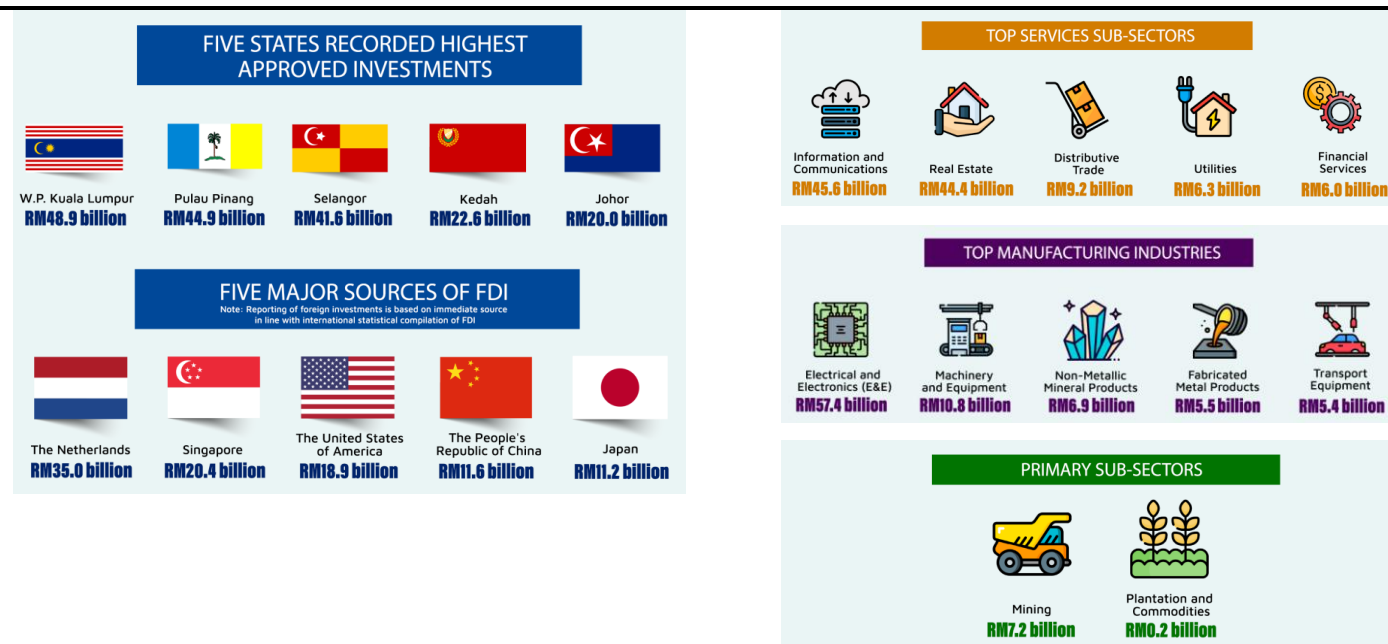 FIVE STATES RECORDED HIGHEST
APPROVED INVESTMENTS
W.P. Kuala Lumpur
RM48.9 billion
Pulau Pinang
RM44.9 billion
Selangor
RM41.6 billion
Kedah
RM22.6 billion
Johor
RM20.0 billion
FIVE MAJOR SOURCES OF FDI
Note: Reporting of foreign investments is based on immediate source
in line with international statistical compilation of FDI
The Netherlands
RM35.0 billion
Singapore
RM20.4 billion
The United States
of America
RM18.9 billion
The People's
Republic of China
RM11.6 billion
Japan
RM11.2 billion
TOP SERVICES SUB-SECTORS
Information and
Communications
RM45.6 billion
Real Estate
RM44.4 billion
Distributive
Trade
RM9.2 billion
Utilities
RM6.3 billion
Financial
Services
RM6.0 billion
TOP MANUFACTURING INDUSTRIES
Electrical and
Electronics (E&E)
RM57.4 billion
Machinery
and Equipment
RM10.8 billion
Non-Metallic
Mineral Products
RM6.9 billion
Fabricated
Metal Products
RM5.5 billion
Transport
Equipment
RM5.4 billion
PRIMARY SUB-SECTORS
Mining
RM7.2 billion
Plantation and
Commodities
RM0.2 billion